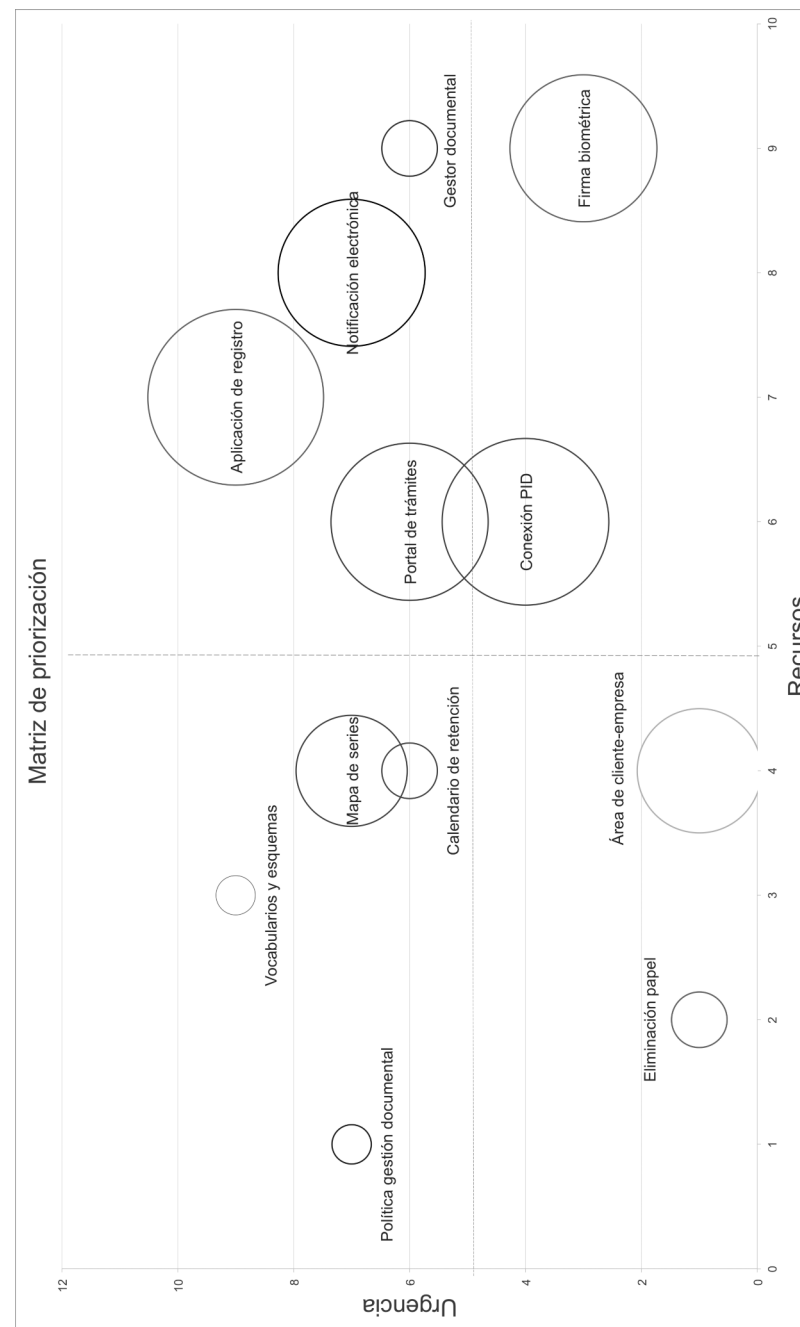 Matriz de priorización
Urgencia
12
10
8
6
4
2
0
Aplicación de registro
Vocabularios y esquemas
Notificación electrónica
Mapa de series
Política gestión documental
Gestor documental
Portal de trámites
Calendario de retención
Conexión PID
Firma biométrica
Área de cliente-empresa
Eliminación papel
0
1
2
3
4
5
6
7
8
9
10
Recursos